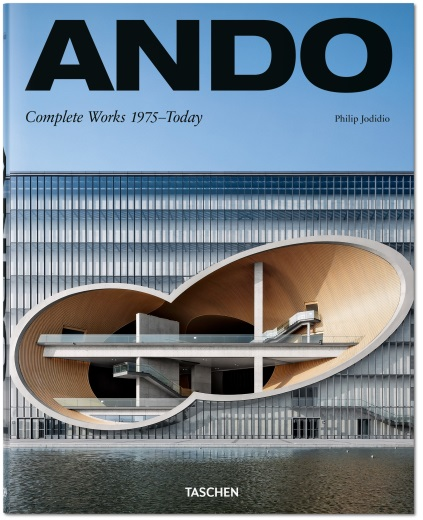 ANDO
Complete Works 1975–Today
Philip Jodidio
TASCHEN